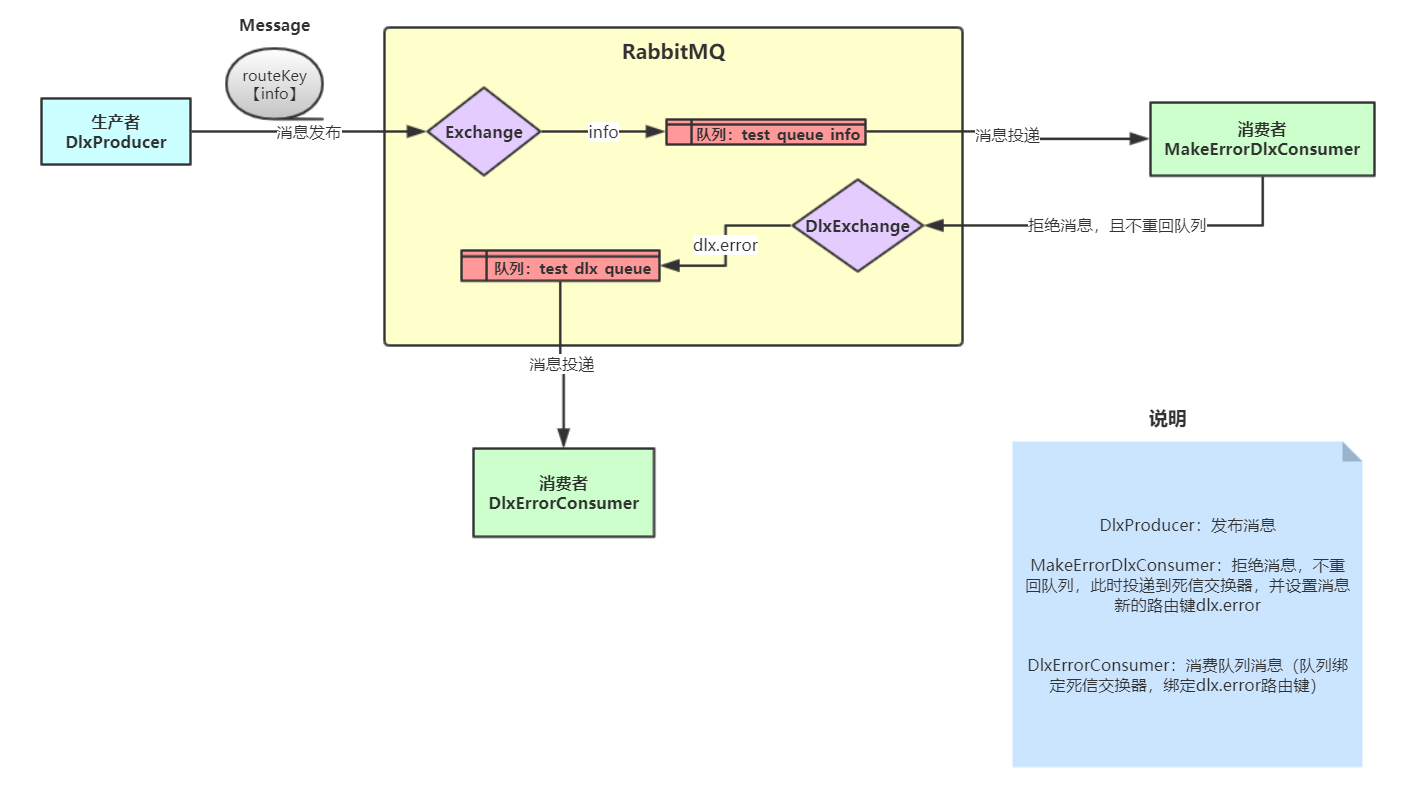 Message
routeKey
【info】
RabbitMQ
生产者
DlxProducer
消息发布
Exchange
info
队列：test_queue_info
消息投递
消费者
MakeErrorDlxConsumer
DlxExchange
拒绝消息，且不重回队列
dlx.error
队列：test_dlx_queue
消息投递
消费者
DlxErrorConsumer
说明
DlxProducer：发布消息
MakeErrorDlxConsumer：拒绝消息，不重
回队列，此时投递到死信交换器，并设置消息
新的路由键dlx.error
DlxErrorConsumer：消费队列消息（队列绑
定死信交换器，绑定dlx.error路由键）